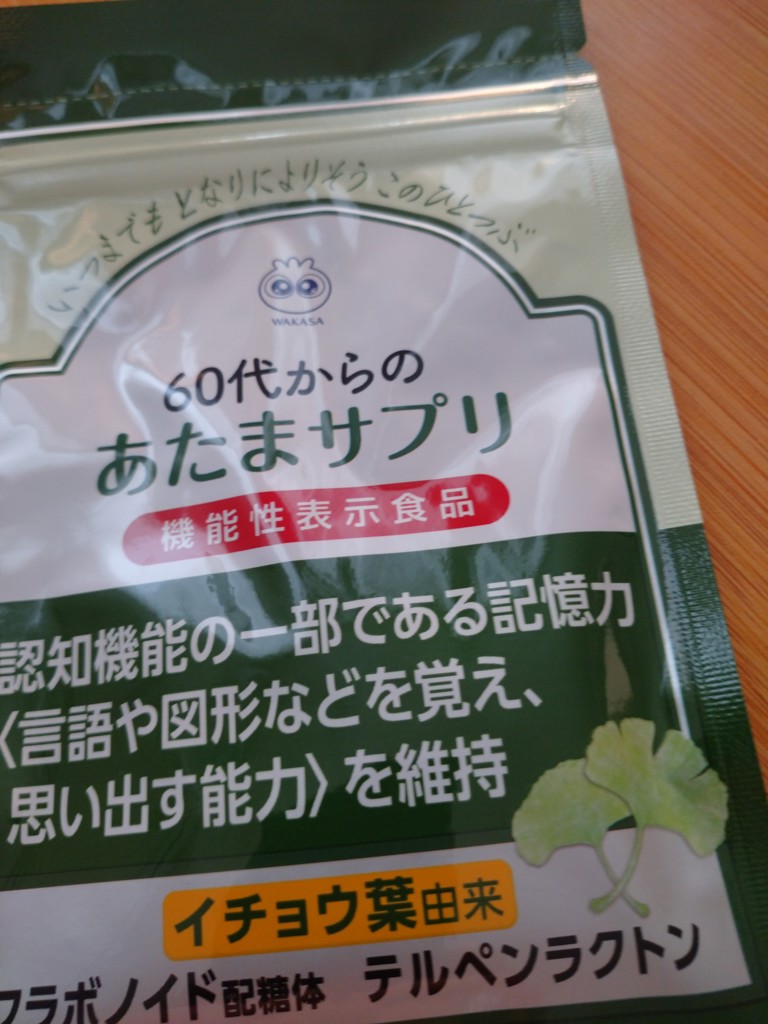 いつまでもとなりによりそうこのひとつぶ
WAKASA
60代からの
あたまサプリ
機能性表示食品
認知機能の一部である記憶力
〈言語や図形などを覚え、
思い出す能力〉を維持
イチョウ葉由来
フラボノイド配糖体 テルペンラクトン